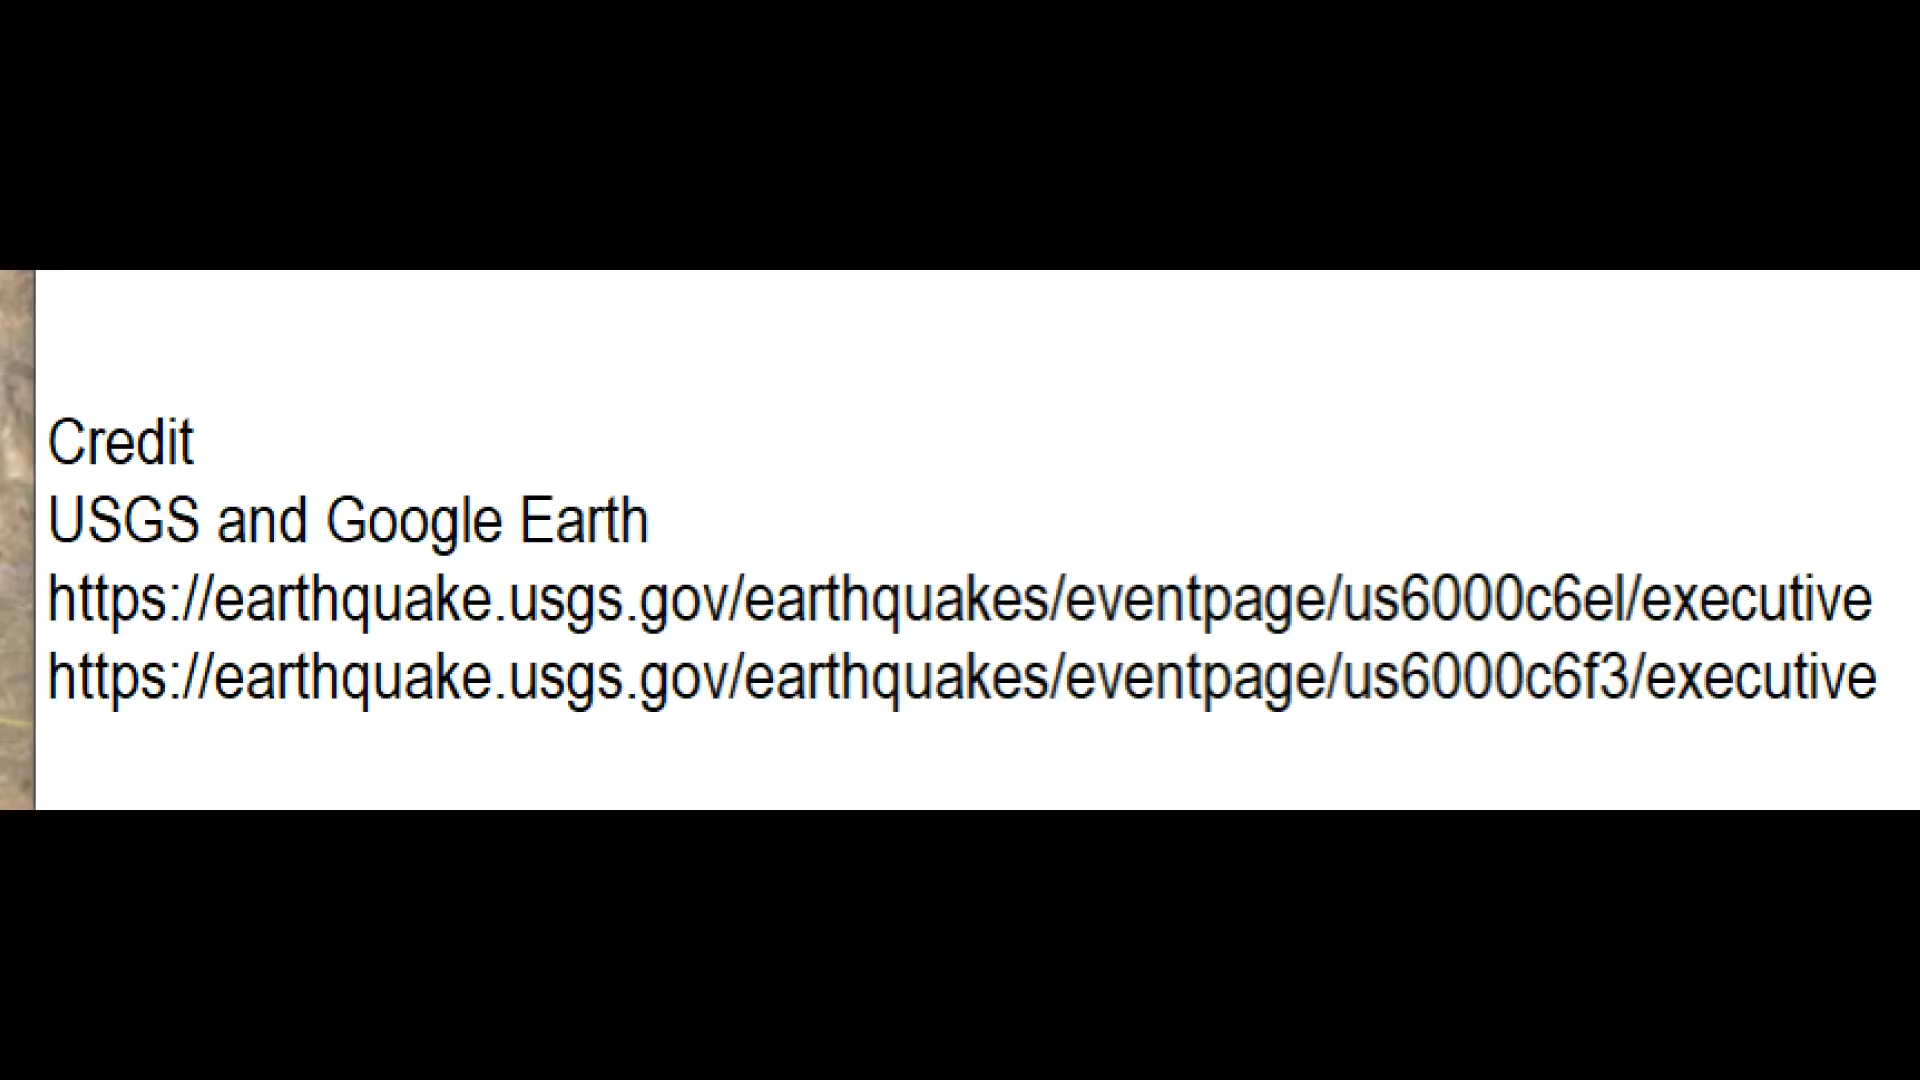 Credit
USGS and Google Earth
https://earthquake.usgs.gov/earthquakes/eventpage/us6000c6el/executive
https://earthquake.usgs.gov/earthquakes/eventpage/us6000c6f3/executive